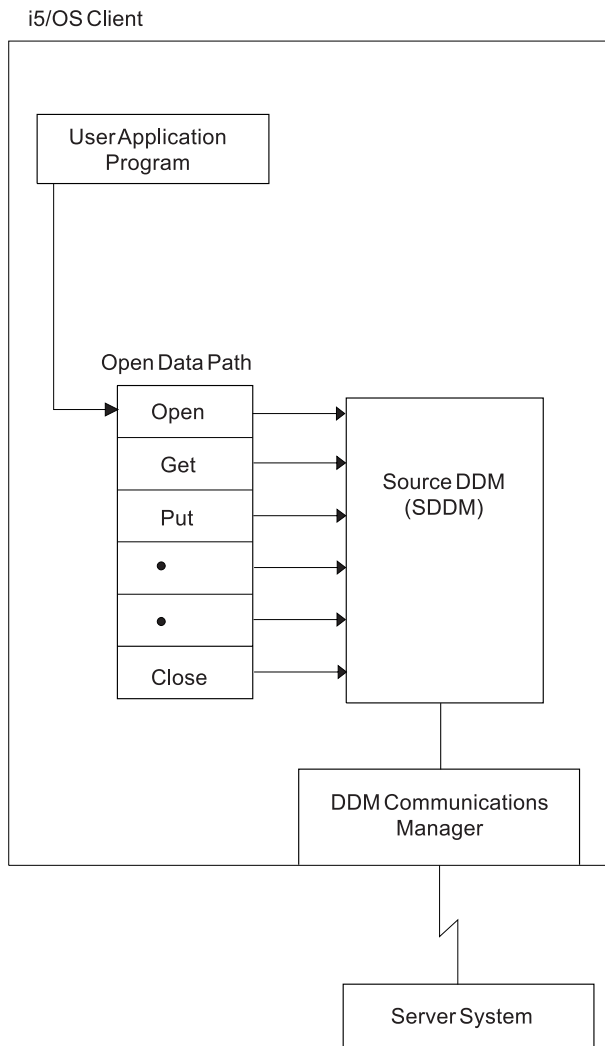 i5/OS Client
User Application
Program
Open Data Path
Open
Get
Put
•
•
Close
Source DDM
(SDDM)
DDM Communications
Manager
Server System